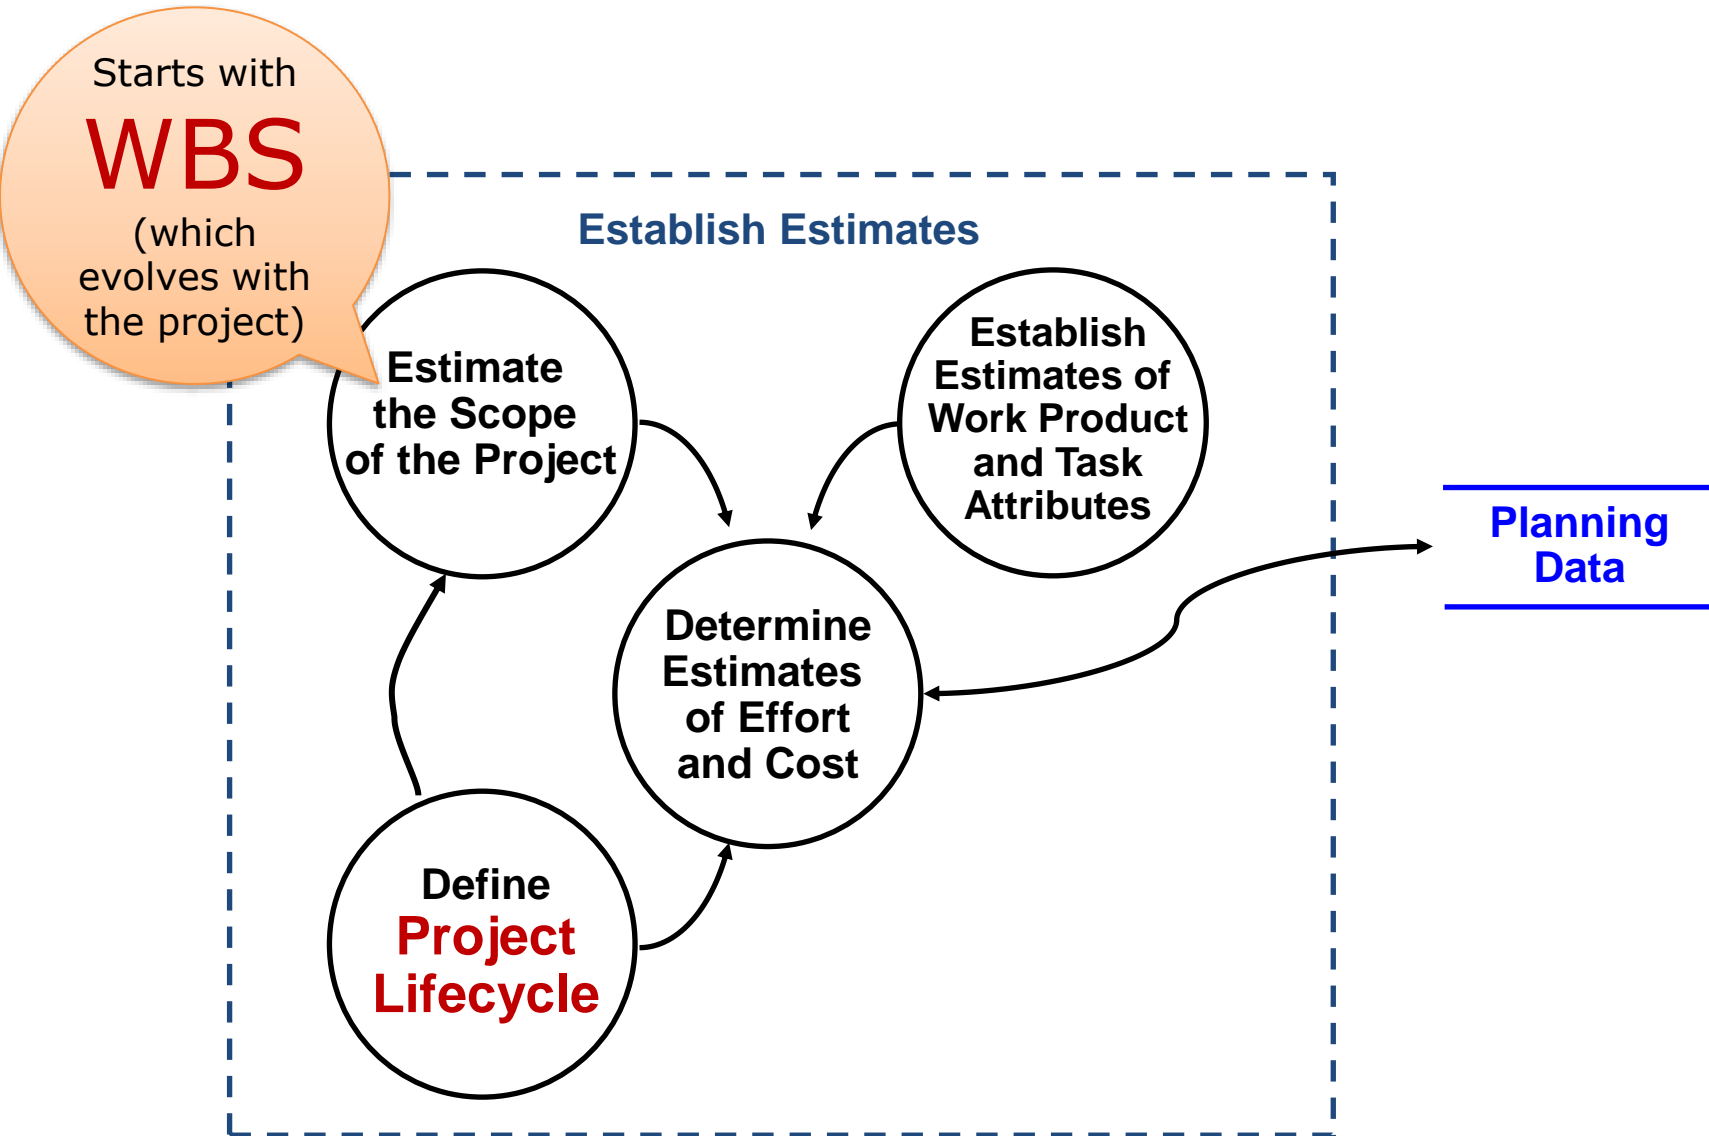 Starts with
WBS
(which
evolves with
the project)
Establish Estimates
Estimate
the Scope
of the Project
Establish
Estimates of
Work Product
and Task
Attributes
Planning
Data
Determine
Estimates
of Effort
and Cost
Define
Project
Lifecycle